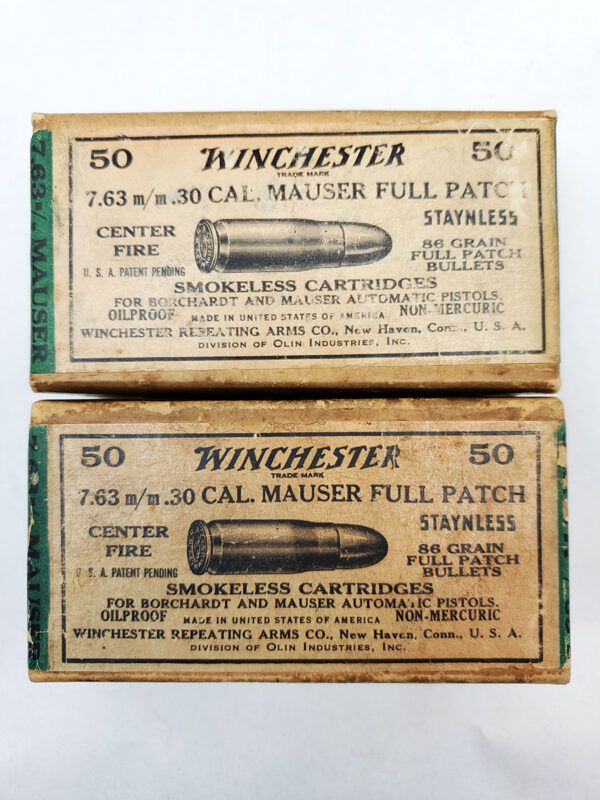 7.63 m/m MAUSER
50 WINCHESTER 50
TRADE MARK
7.63 m/m .30 CAL. MAUSER FULL PATC
CENTER FIRE
STAYNLESS
86 GRAIN
FULL PATCH
BULLETS
U. S. A. PATENT PENDING
SMOKELESS CARTRIDGES
FOR BORCHARDT AND MAUSER AUTOMATIC PISTOLS.
OILPROOF MADE IN UNITED STATES OF AMERICA NON-MERCURIC
WINCHESTER REPEATING ARMS CO., New Haven, Conn., U. S. A.
DIVISION OF OLIN INDUSTRIES, INC.
MAUSER
50 WINCHESTER 50
TRADE MARK
7.63 m/m .30 CAL. MAUSER FULL PATCH
CENTER FIRE
STAYNLESS
86 GRAIN
FULL PATCH
BULLETS
U. S. A. PATENT PENDING
SMOKELESS CARTRIDGES
FOR BORCHARDT AND MAUSER AUTOMATIC PISTOLS.
OILPROOF MADE IN UNITED STATES OF AMERICA NON-MERCURIC
WINCHESTER REPEATING ARMS CO., New Haven, Conn., U. S. A.
DIVISION OF OLIN INDUSTRIES, INC.